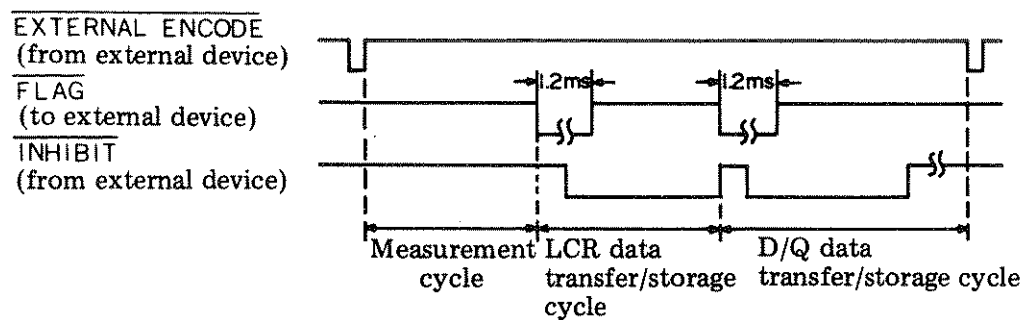 EXTERNAL ENCODE
(from external device)
FLAG
(to external device)
INHIBIT
(from external device)
1.2ms
1.2ms
Measurement
cycle
LCR data
transfer/storage
cycle
D/Q data
transfer/storage cycle